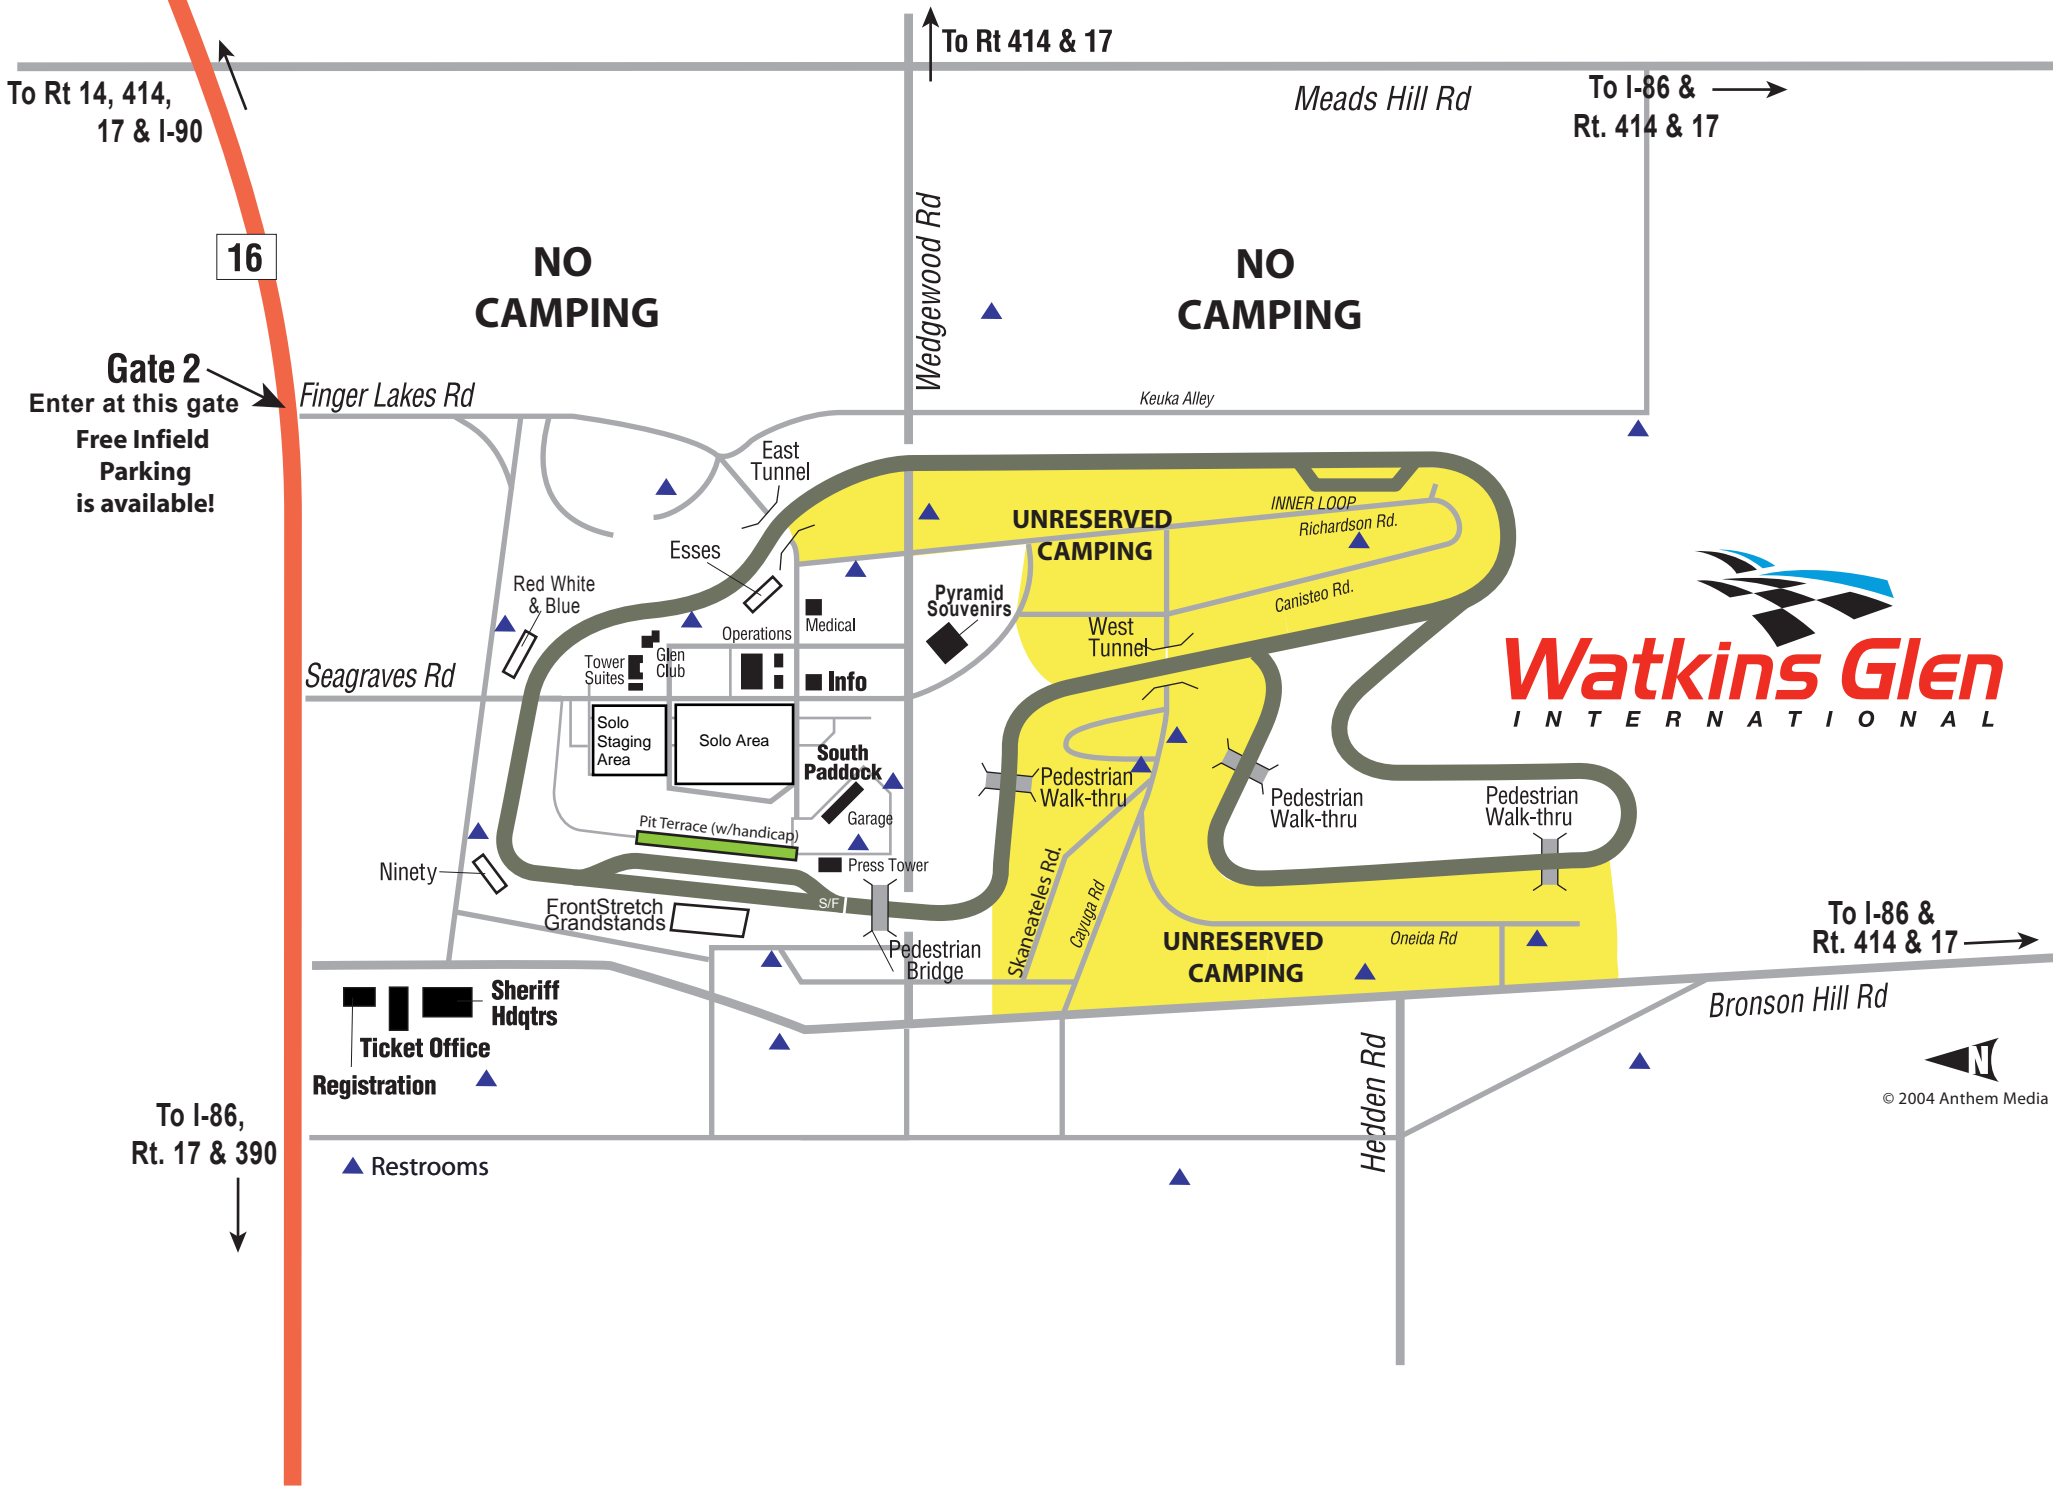 To Rt 414 & 17
To Rt 14, 414,
17 & I-90
Meads Hill Rd
To I-86 &
Rt. 414 & 17
16
NO
CAMPING
Wedgewood Rd
NO
CAMPING
Gate 2
Enter at this gate
Free Infield
Parking
is available!
Finger Lakes Rd
Keuka Alley
East
Tunnel
INNER LOOP
Richardson Rd.
UNRESERVED
CAMPING
Esses
Red White
& Blue
Pyramid
Souvenirs
Canisteo Rd.
Medical
Operations
West
Tunnel
Glen
Club
Tower
Suites
Info
Seagraves Rd
Watkins Glen
INTERNATIONAL
Solo
Staging
Area
Solo Area
South
Paddock
Pedestrian
Walk-thru
Pedestrian
Walk-thru
Pedestrian
Walk-thru
Garage
Pit Terrace (w/handicap)
Press Tower
Ninety
S/F
FrontStretch
Grandstands
Skaneateles Rd.
Cayuga Rd
Pedestrian
Bridge
UNRESERVED
CAMPING
Oneida Rd
To I-86 &
Rt. 414 & 17
Bronson Hill Rd
Sheriff
Hdqtrs
Ticket Office
Registration
Hedden Rd
N
© 2004 Anthem Media
To I-86,
Rt. 17 & 390
Restrooms